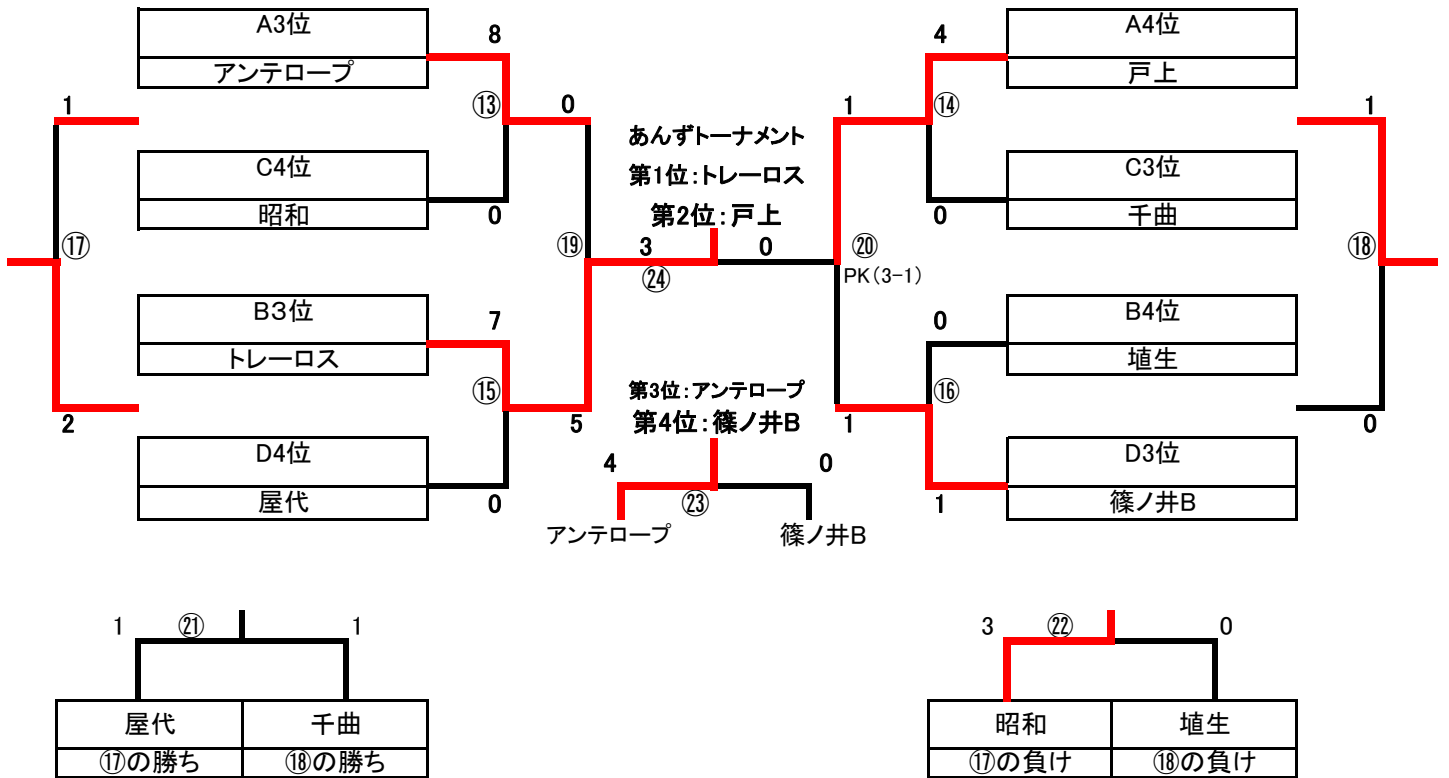 A3位
アンテロープ
8
⑬
0
1
C4位
昭和
0
⑰
⑲
B3位
トレーロス
7
⑮
5
2
D4位
屋代
0
あんずトーナメント
第1位:トレーロス
第2位:戸上
3
0
㉔
第3位:アンテロープ
第4位:篠ノ井B
4
0
㉓
アンテロープ
篠ノ井B
A4位
戸上
4
⑭
1
1
C3位
千曲
0
⑳
PK(3-1)
⑱
B4位
埴生
0
⑯
1
0
D3位
篠ノ井B
1
1
㉑
1
屋代
千曲
⑰の勝ち
⑱の勝ち
3
㉒
0
昭和
埴生
⑰の負け
⑱の負け